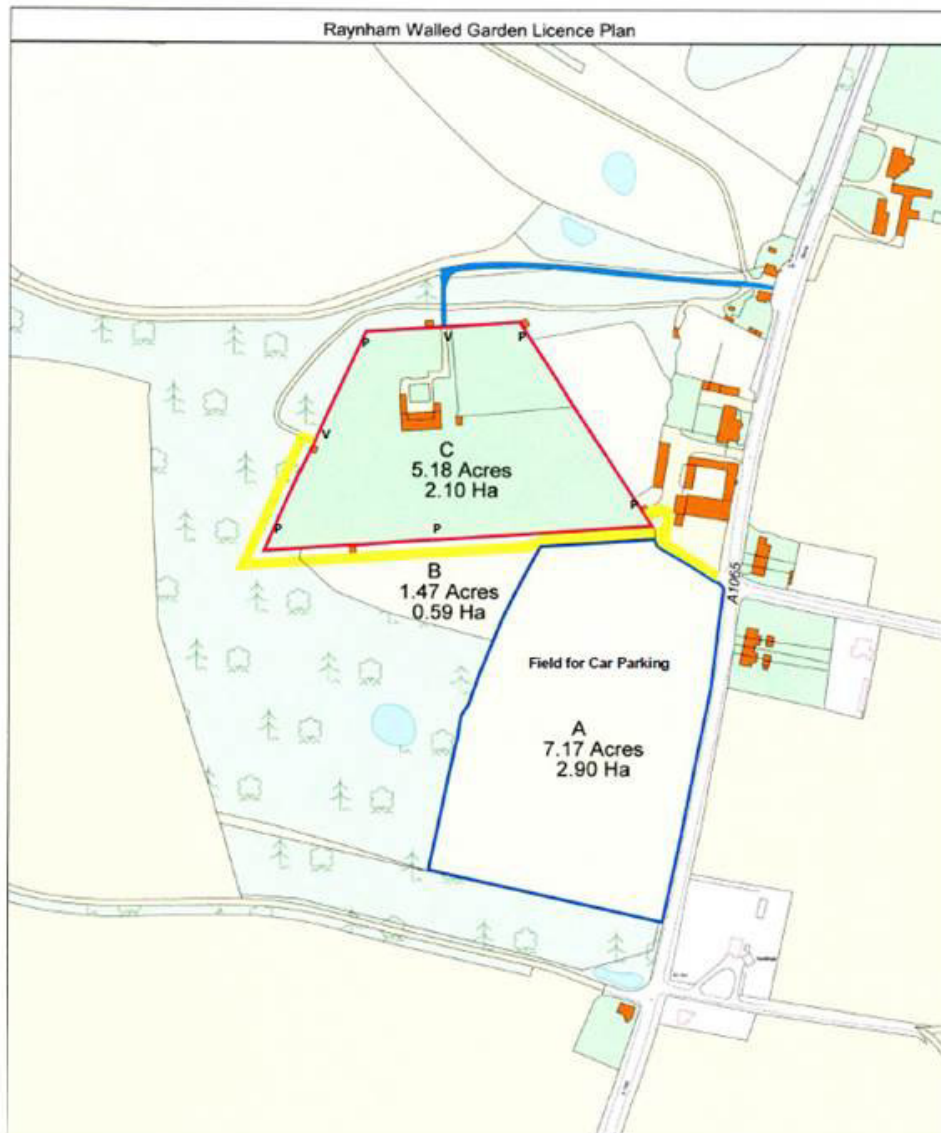 Raynham Walled Garden Licence Plan
P
V
P
V
C
5.18 Acres
2.10 Ha
P
P
P
B
1.47 Acres
0.59 Ha
A1065
Field for Car Parking
A
7.17 Acres
2.90 Ha